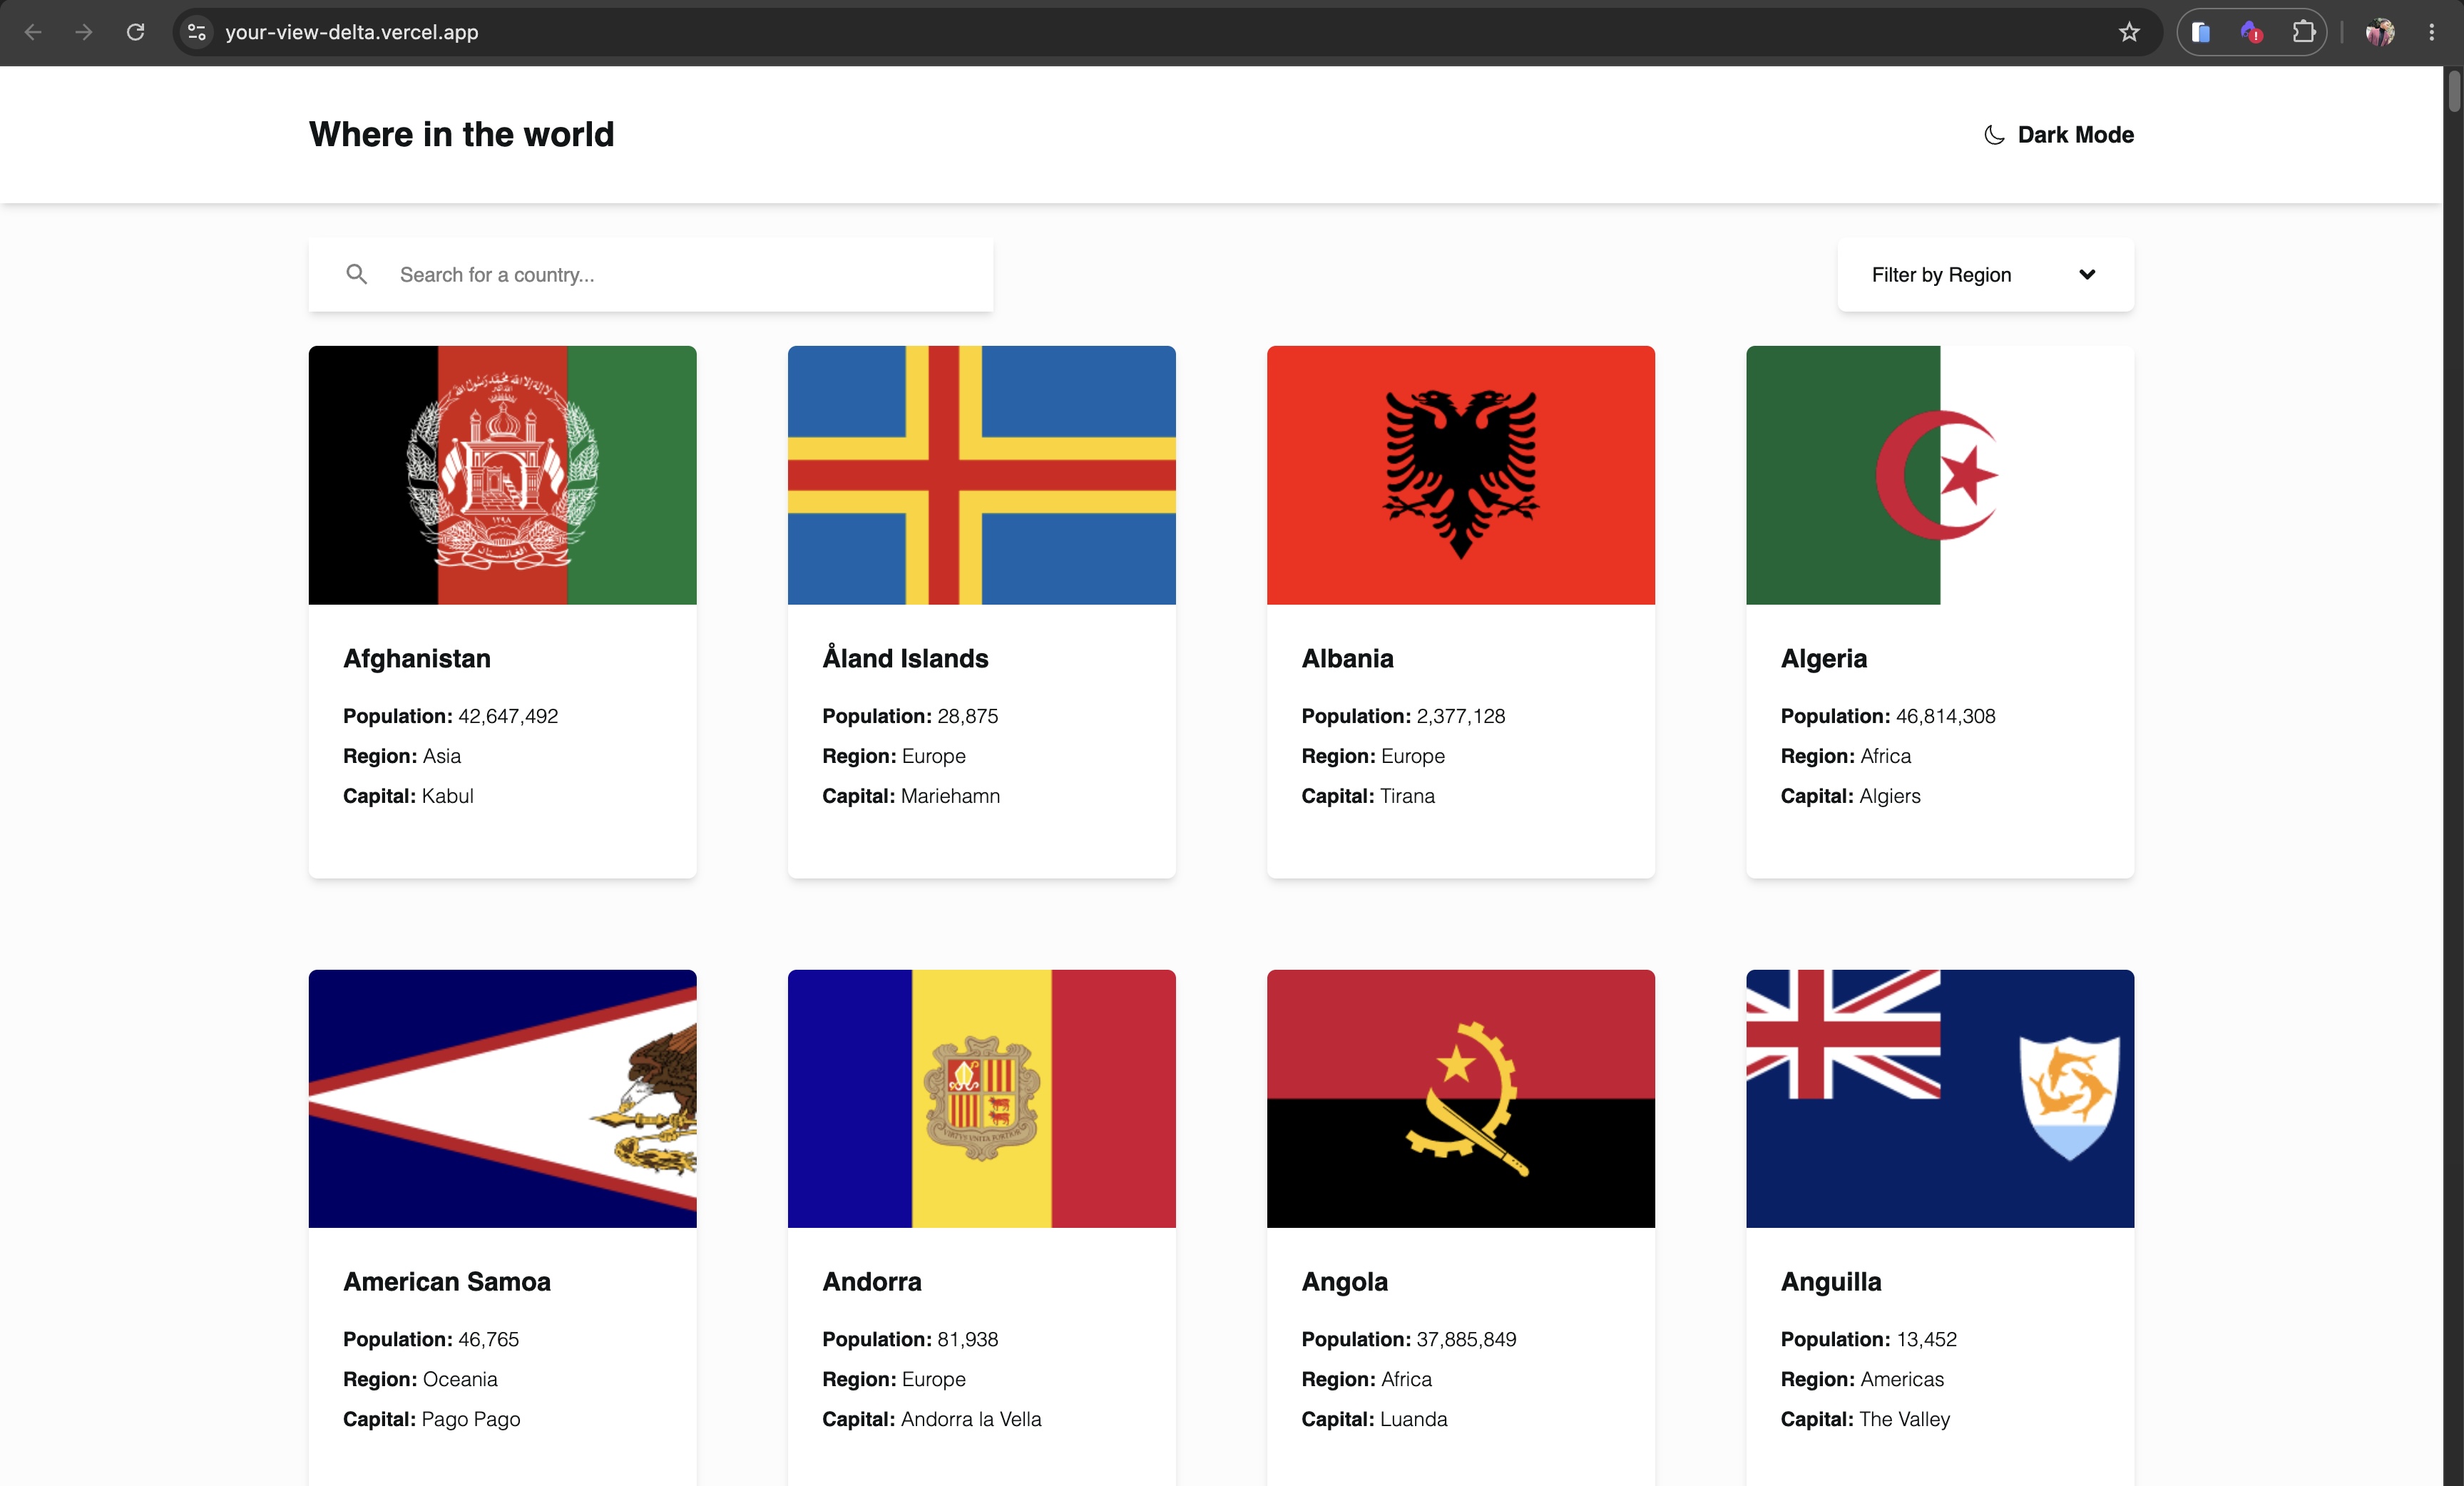 your-view-delta.vercel.app
Where in the world
Dark Mode
Search for a country...
Filter by Region
Afghanistan
Population: 42,647,492
Region: Asia
Capital: Kabul
Åland Islands
Population: 28,875
Region: Europe
Capital: Mariehamn
Albania
Population: 2,377,128
Region: Europe
Capital: Tirana
Algeria
Population: 46,814,308
Region: Africa
Capital: Algiers
VIRTVS VNITA FORTIOR
American Samoa
Population: 46,765
Region: Oceania
Capital: Pago Pago
Andorra
Population: 81,938
Region: Europe
Capital: Andorra la Vella
Angola
Population: 37,885,849
Region: Africa
Capital: Luanda
Anguilla
Population: 13,452
Region: Americas
Capital: The Valley